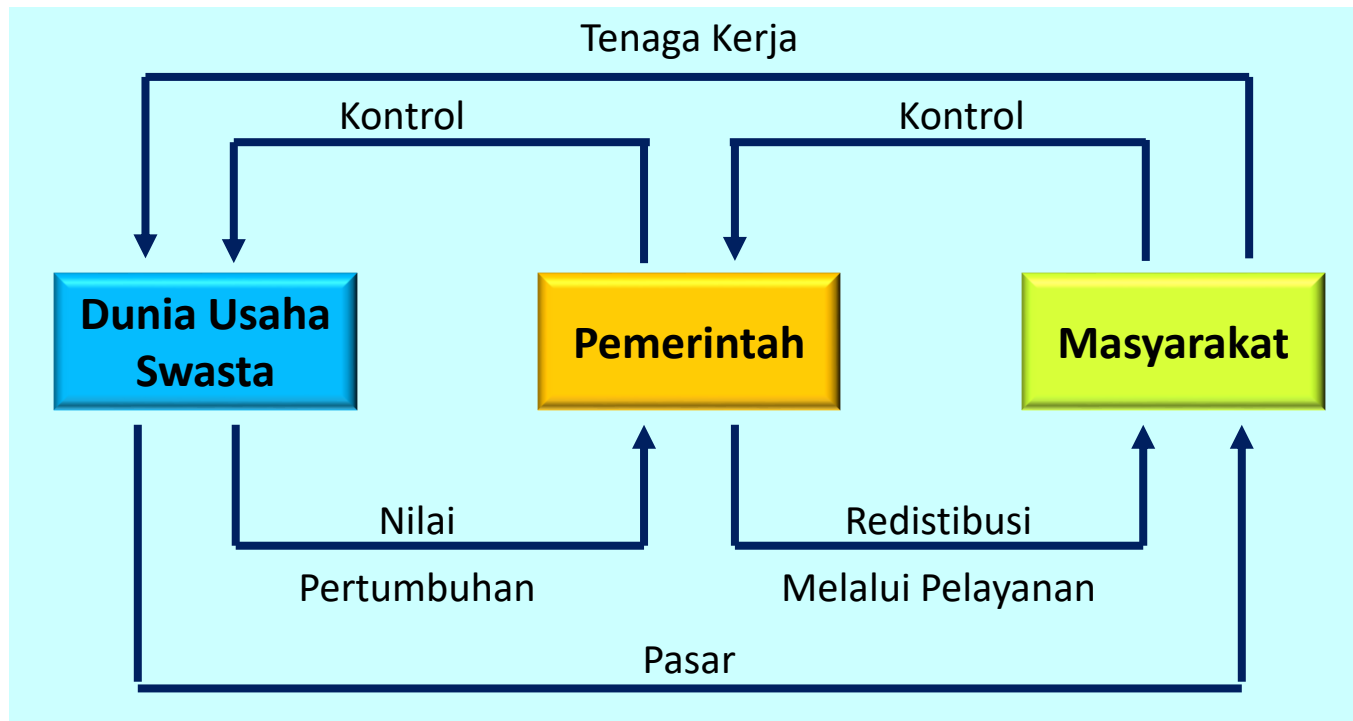 Tenaga Kerja
Kontrol
Kontrol
Dunia Usaha
Swasta
Pemerintah
Masyarakat
Nilai
Pertumbuhan
Redistibusi
Melalui Pelayanan
Pasar